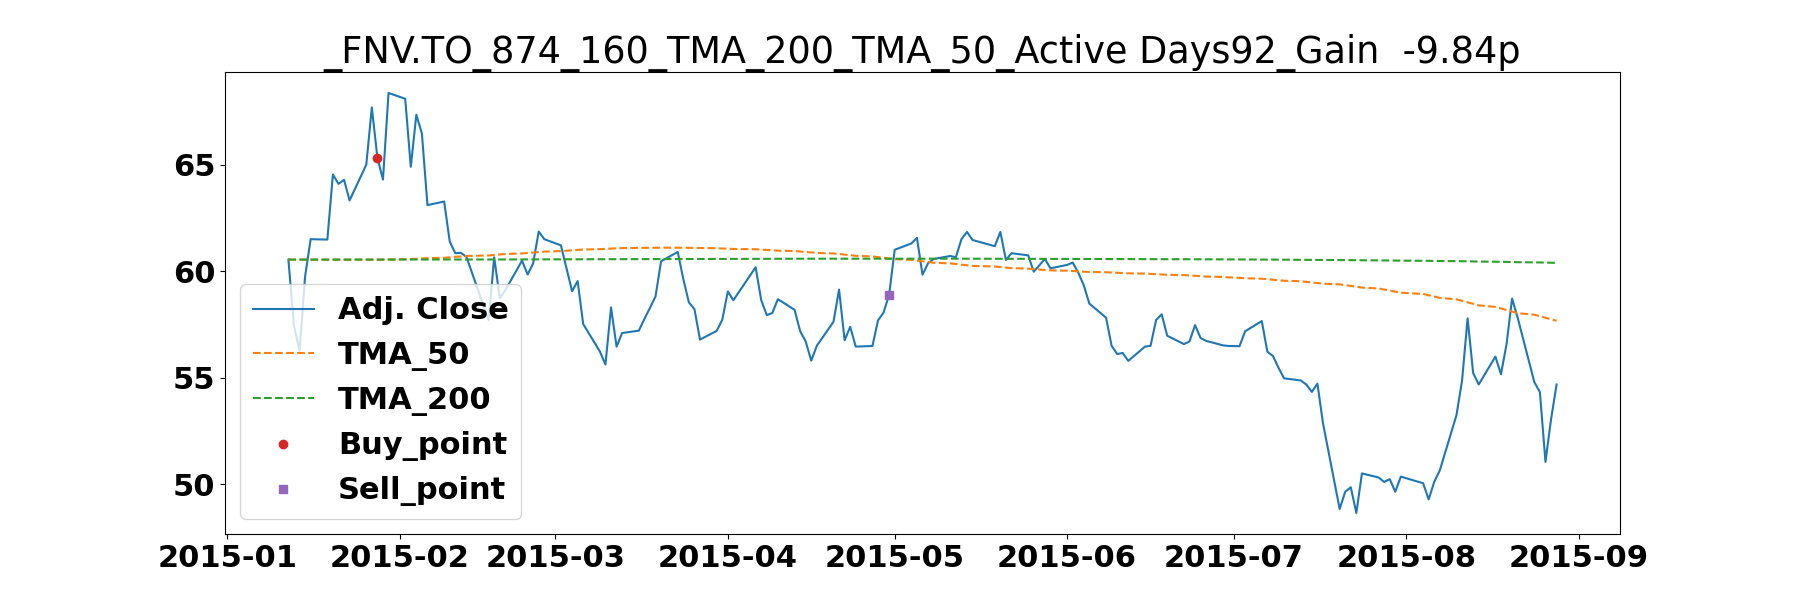 _FNV.TO_874_160_TMA_200_TMA_50_Active Days92_Gain  -9.84p
65
60
55
50
Adj. Close
TMA_50
TMA_200
Buy_point
Sell_point
2015-01 2015-02 2015-03 2015-04 2015-05 2015-06 2015-07 2015-08 2015-09